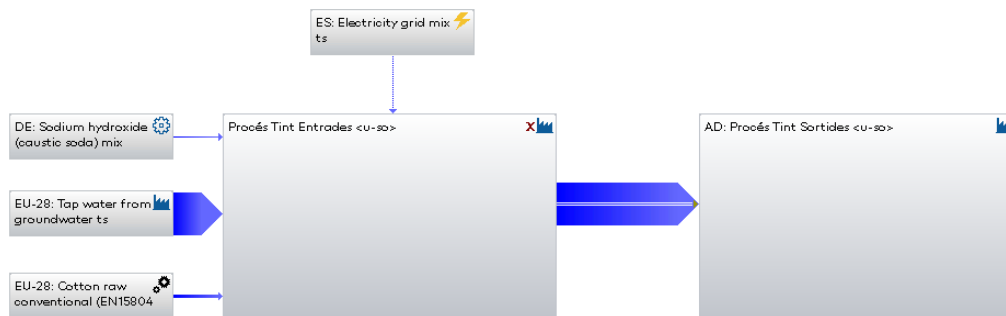 ES: Electricity grid mix
ts
DE: Sodium hydroxide
(caustic soda) mix
Procés Tint Entrades <u-so>
X
AD: Procés Tint Sortides <u-so>
EU-28: Tap water from
groundwater ts
EU-28: Cotton raw
conventional (EN15804